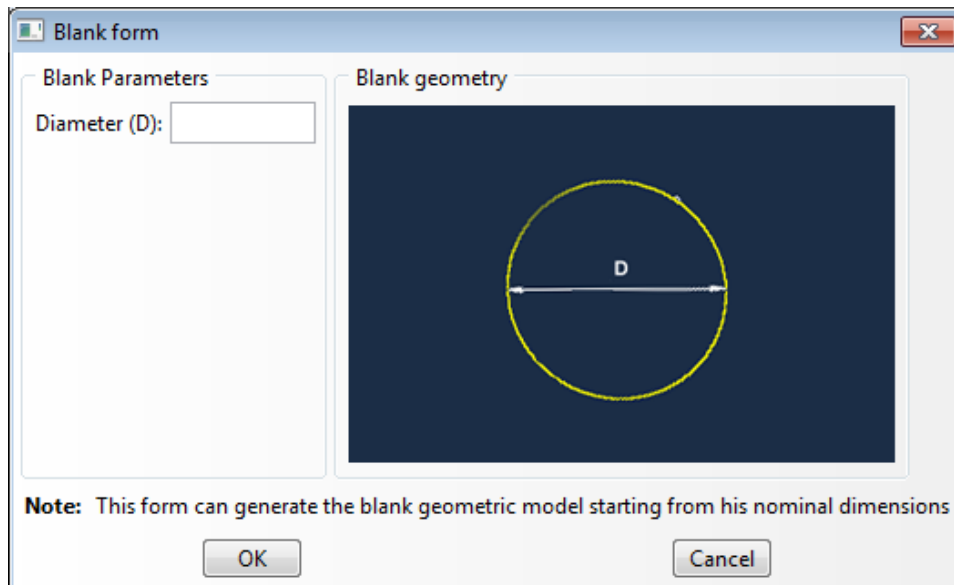 Blank form
Blank Parameters
Diameter (D):
Blank geometry
D
Note: This form can generate the blank geometric model starting from his nominal dimensions
OK
Cancel